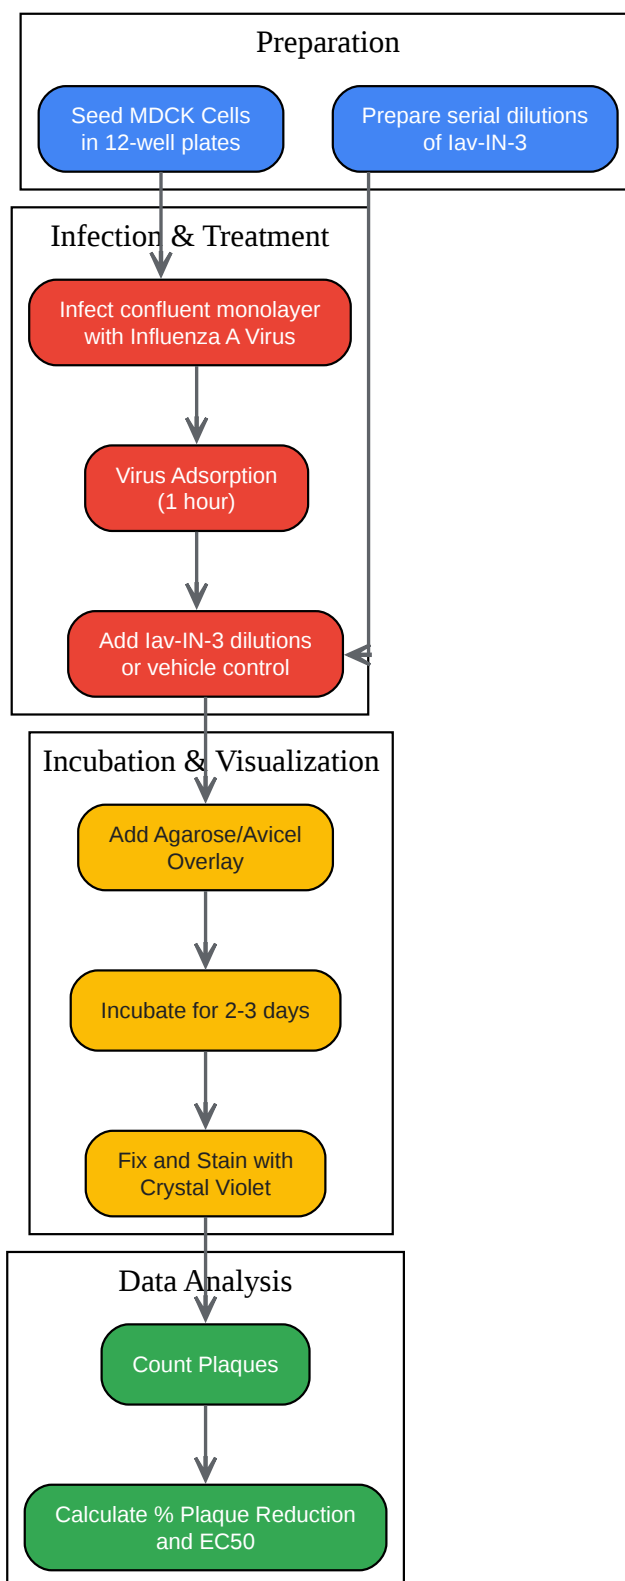 Preparation
Seed MDCK Cells
in 12-well plates
Prepare serial dilutions
of Iav-IN-3
Infection & Treatment
Infect confluent monolayer
with Influenza A Virus
Virus Adsorption
(1 hour)
Add Iav-IN-3 dilutions
or vehicle control
Incubation & Visualization
Add Agarose/Avicel
Overlay
Incubate for 2-3 days
Fix and Stain with
Crystal Violet
Data Analysis
Count Plaques
Calculate % Plaque Reduction
and EC50